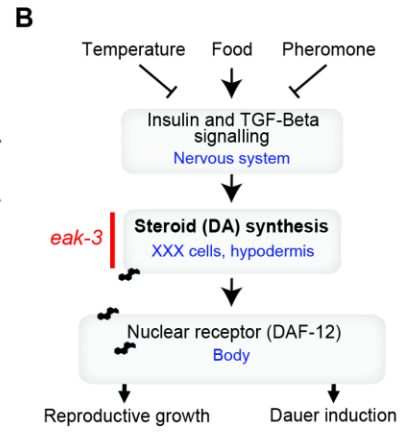 B
Temperature Food Pheromone
Insulin and TGF-Beta
signalling
Nervous system
eak-3
Steroid (DA) synthesis
XXX cells, hypodermis
Nuclear receptor (DAF-12)
Body
Reproductive growth Dauer induction